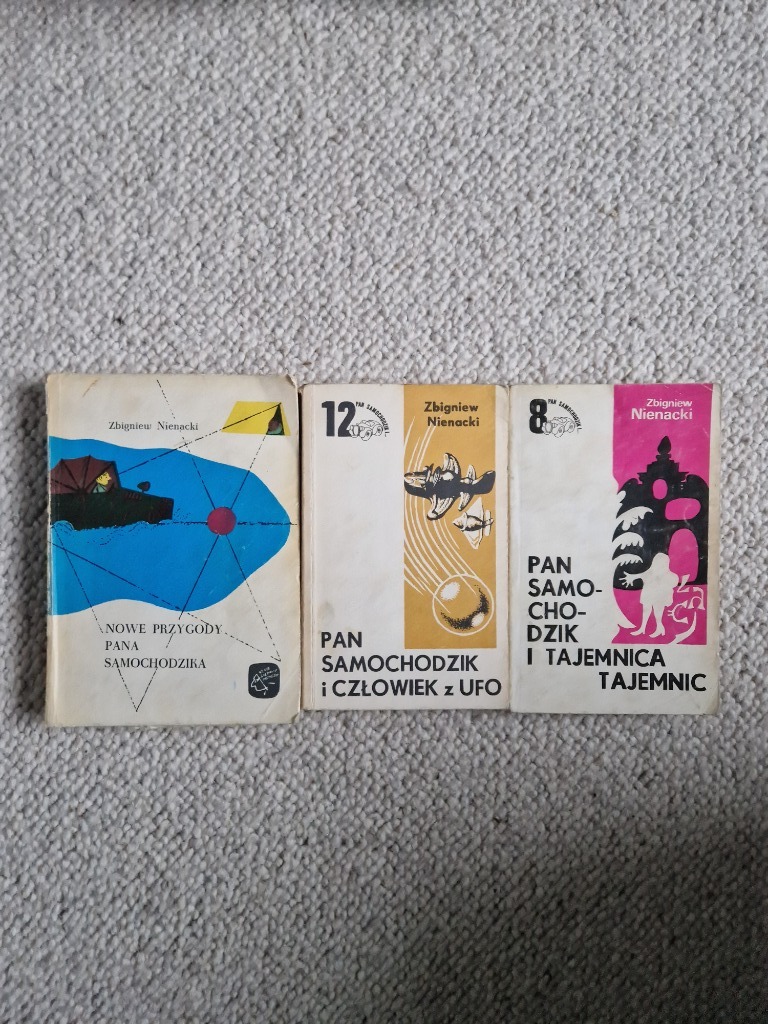 Zbigniew Nienacki
NOWE PRZYGODY
PANA
SAMOCHODZIKA
12
PAN SAMOCHODZIK I...
Zbigniew
Nienacki
PAN
SAMOCHODZIK
i CZŁOWIEK z UFO
8
PAN SAMOCHODZIK I...
Zbigniew
Nienacki
PAN
SAMO-
CHO-
DZIK
I TAJEMNICA
TAJEMNIC